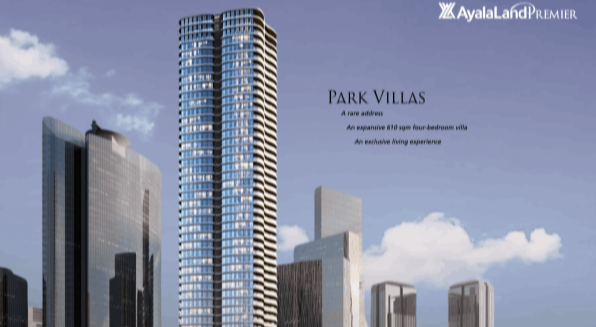 AyalaLand PREMIER
PARK VILLAS
A rare address
An expansive 610 sqm four-bedroom villa
An exclusive living experience